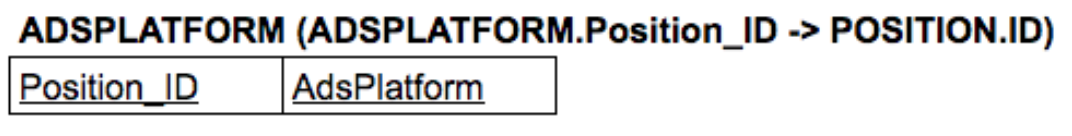 ADSPLATFORM (ADSPLATFORM.Position_ID -> POSITION.ID)
Position_ID AdsPlatform